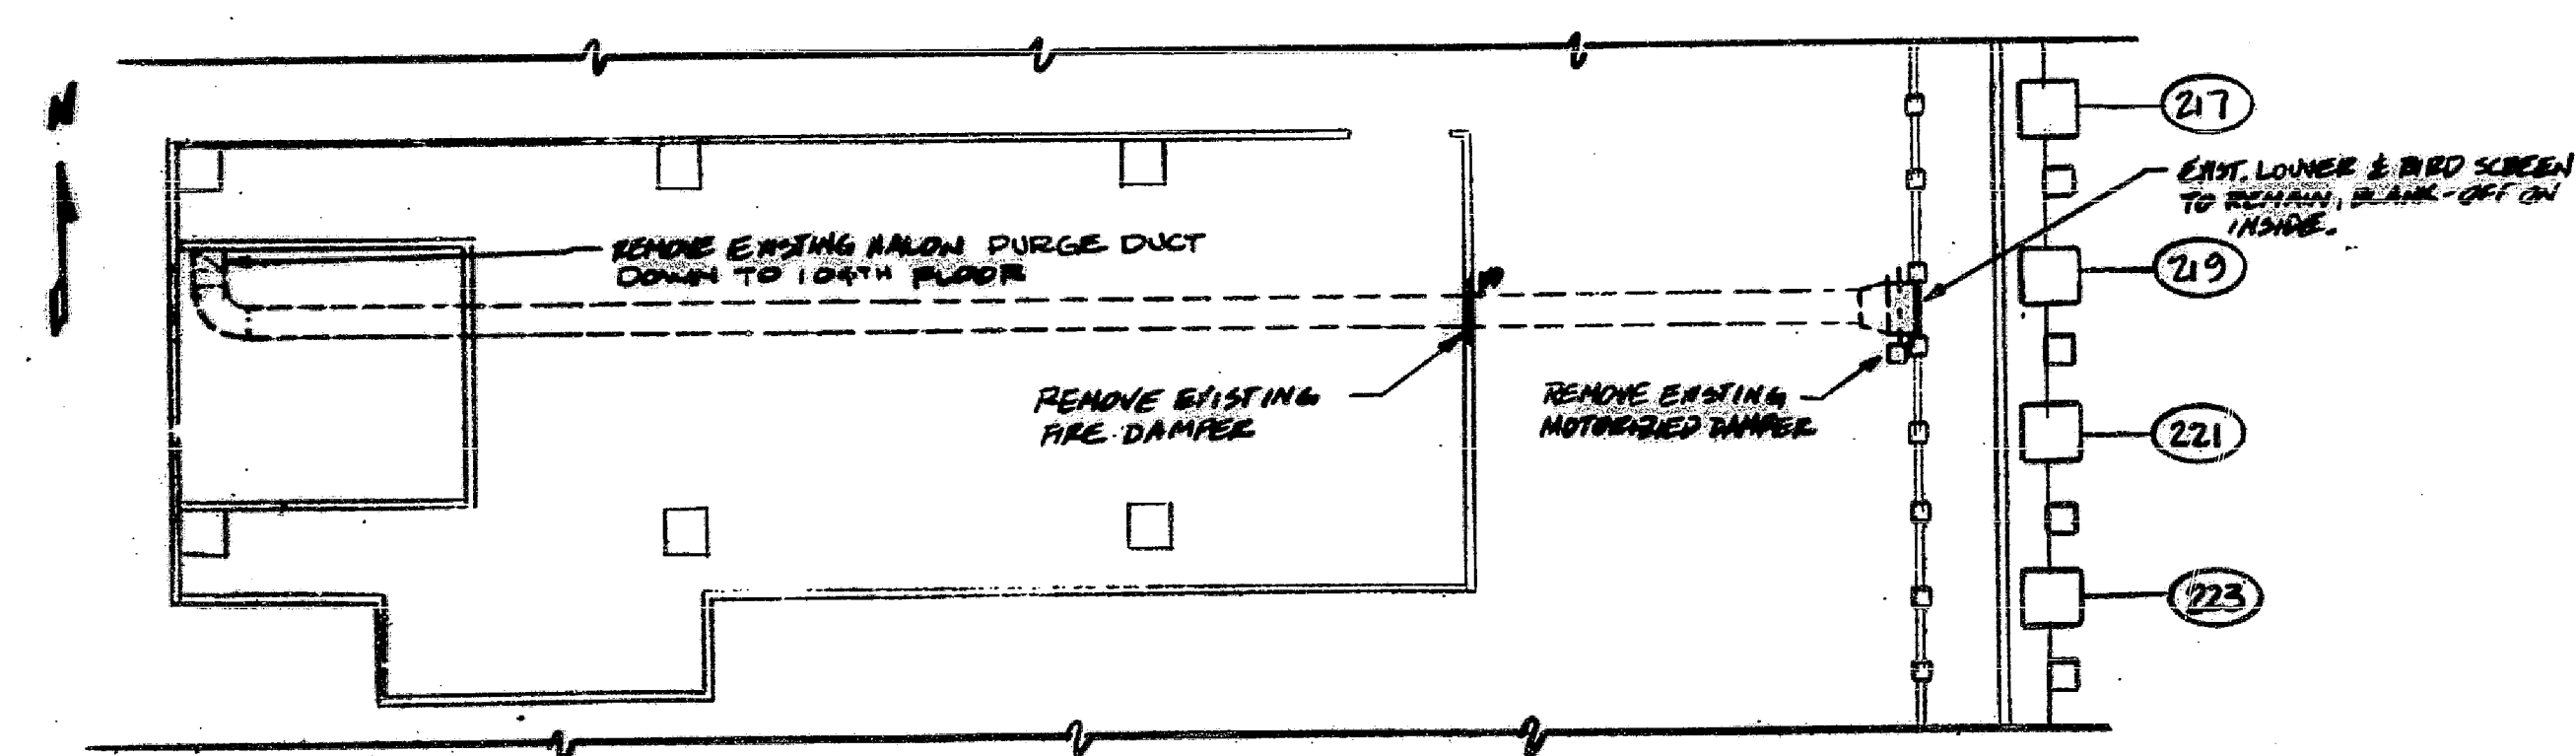 N
217
EXIST. LOUVER & BIRD SCREEN
TO REMAIN, BLANK-OFF ON
INSIDE.
REMOVE EXISTING HALON PURGE DUCT
DOWN TO 104TH FLOOR
219
REMOVE EXISTING
FIRE DAMPER
REMOVE EXISTING
MOTORIZED DAMPER
221
223